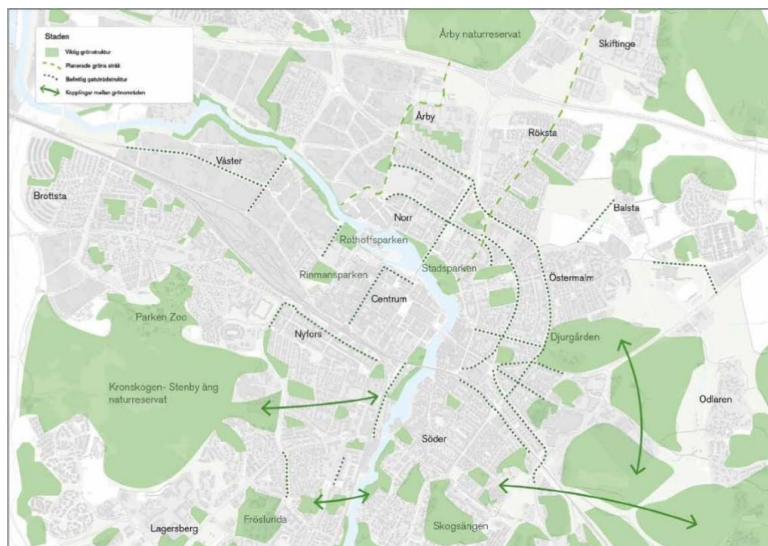 Staden
Viktig grönstruktur
Planerade gröna stråk
Befintlig gatuträdstruktur
Kopplingar mellan grönområden
Årby naturreservat
Skiftinge
Årby
Röksta
Väster
Brottsta
Balsta
Norr
Rothoffsparken
Rinmansparken
Stadsparken
Östermalm
Centrum
Parken Zoo
Nyfors
Djurgården
Kronskogen- Stenby äng
naturreservat
Odlaren
Söder
Lagersberg
Fröslunda
Skogsängen